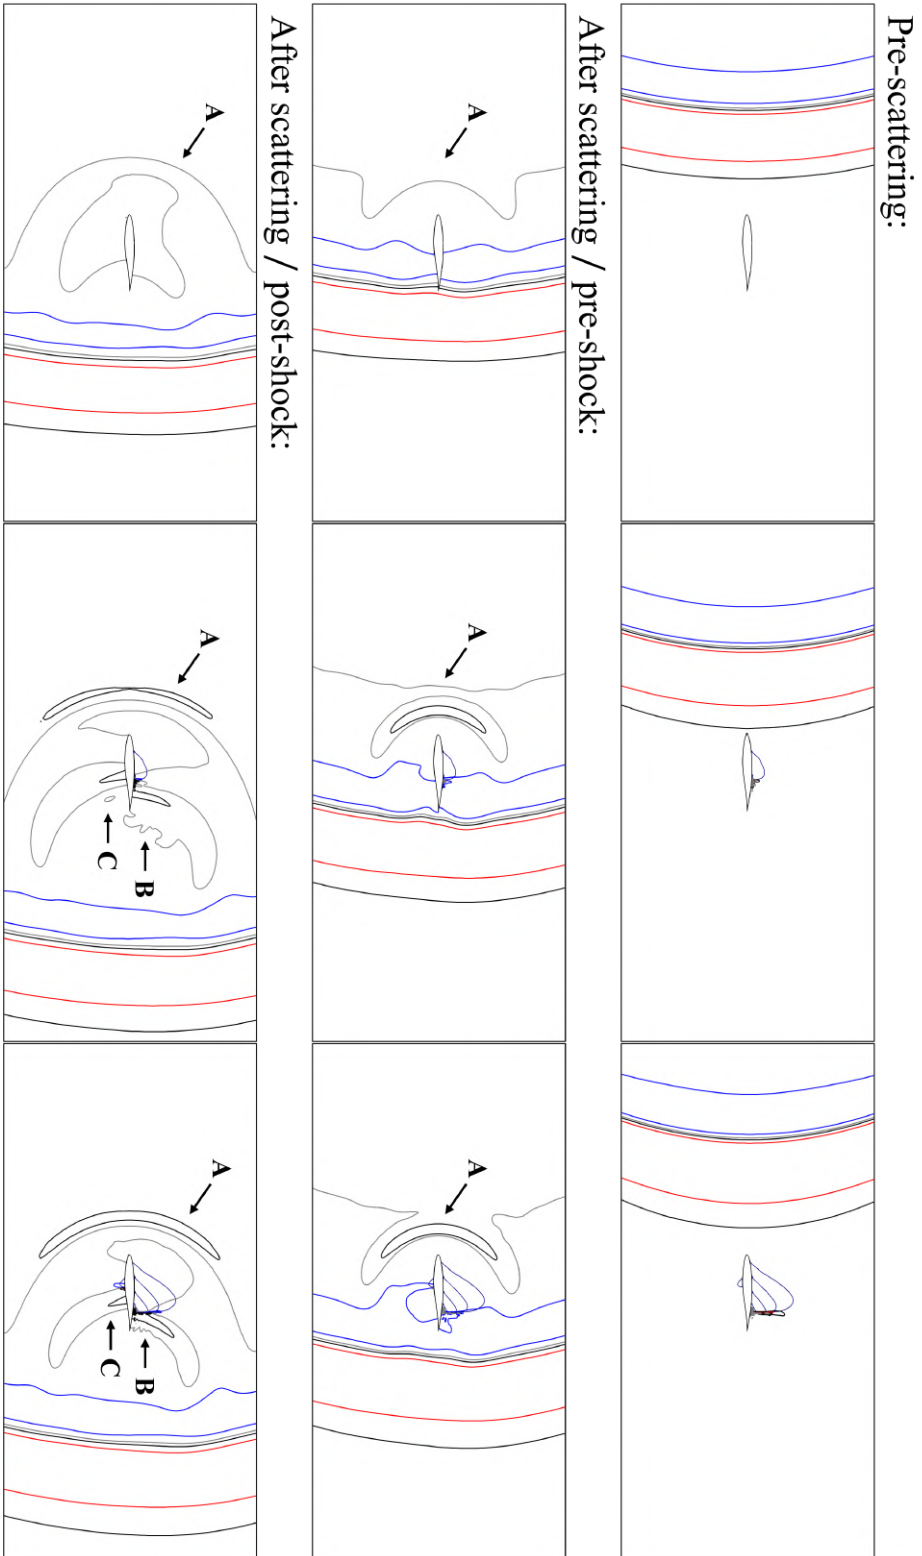 Pre-scattering:
After scattering / pre-shock:
A
A
A
After scattering / post-shock:
A
A
B
C
A
B
C